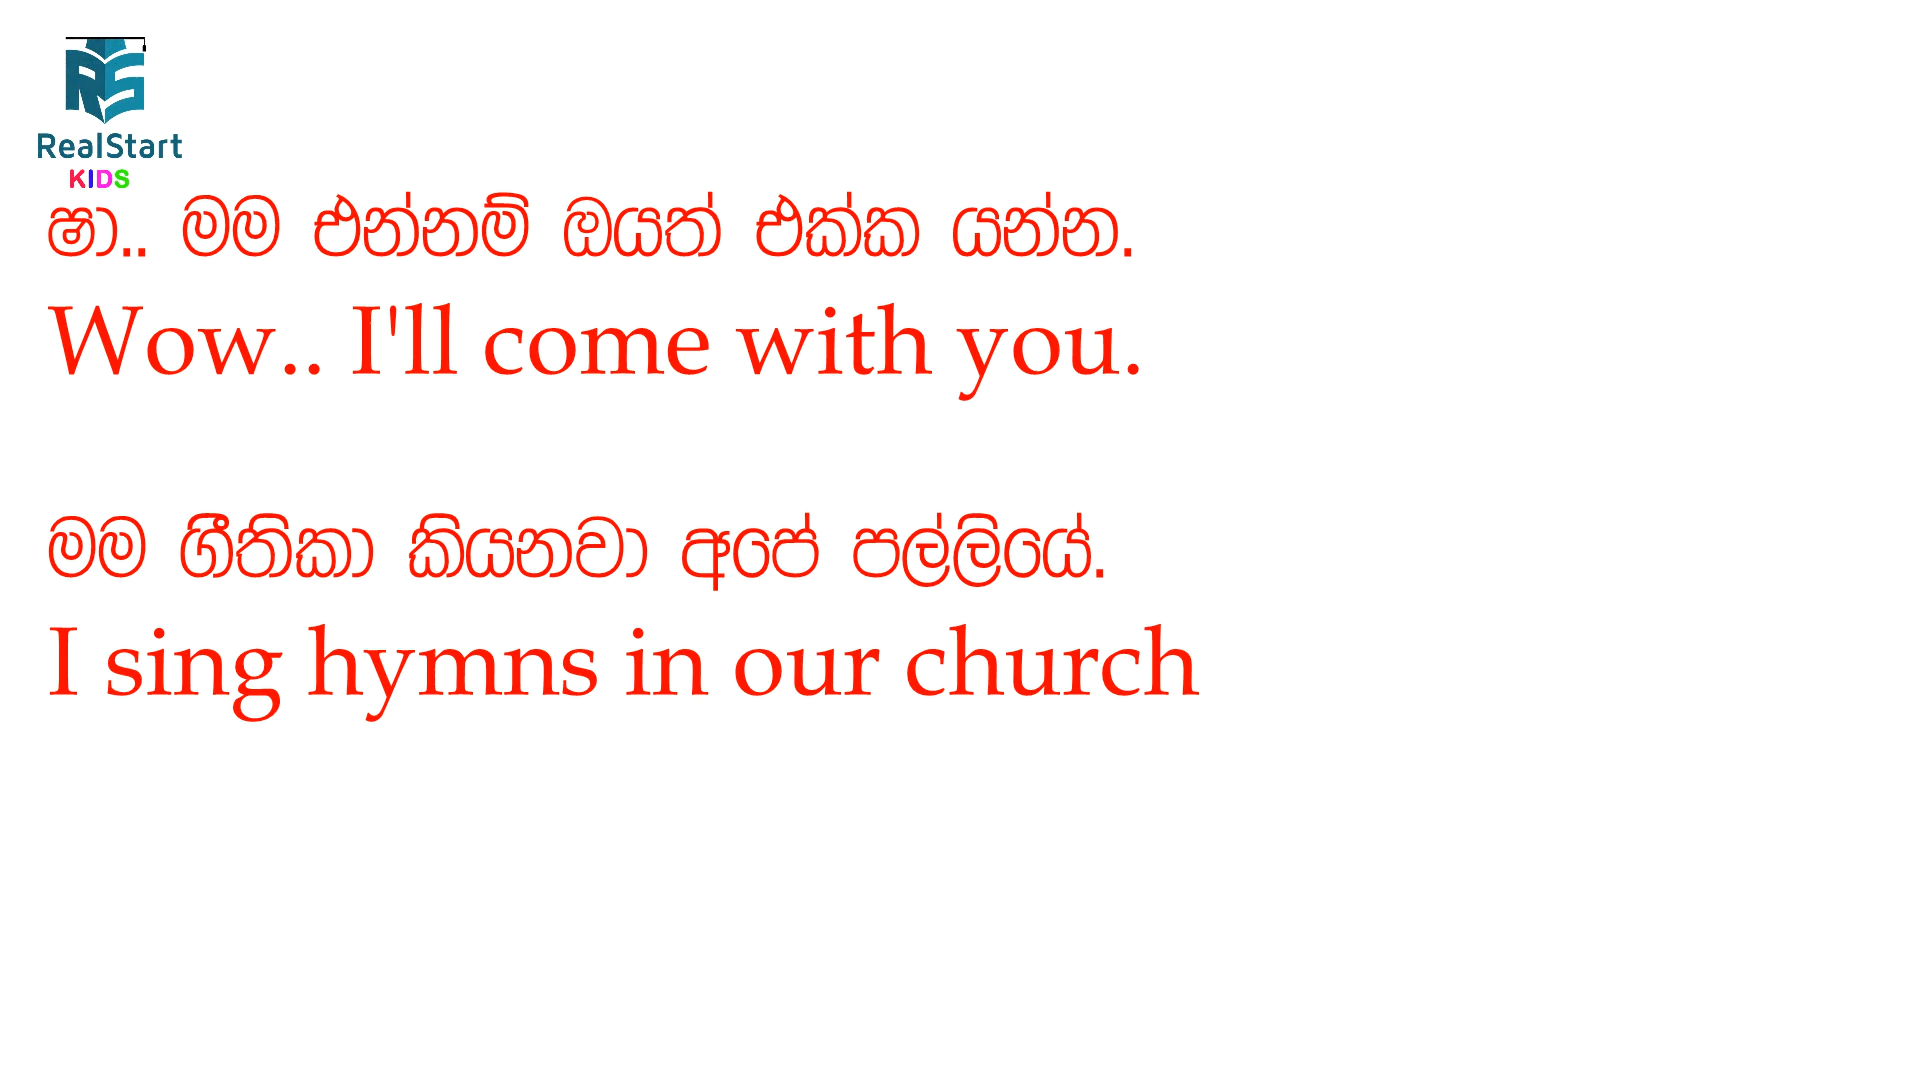 RS
RealStart
KIDS
ෂා.. මම එන්නම් ඔයත් එක්ක යන්න.
Wow.. I'll come with you.
මම ගීතිකා කියනවා අපේ පල්ලියේ.
I sing hymns in our church